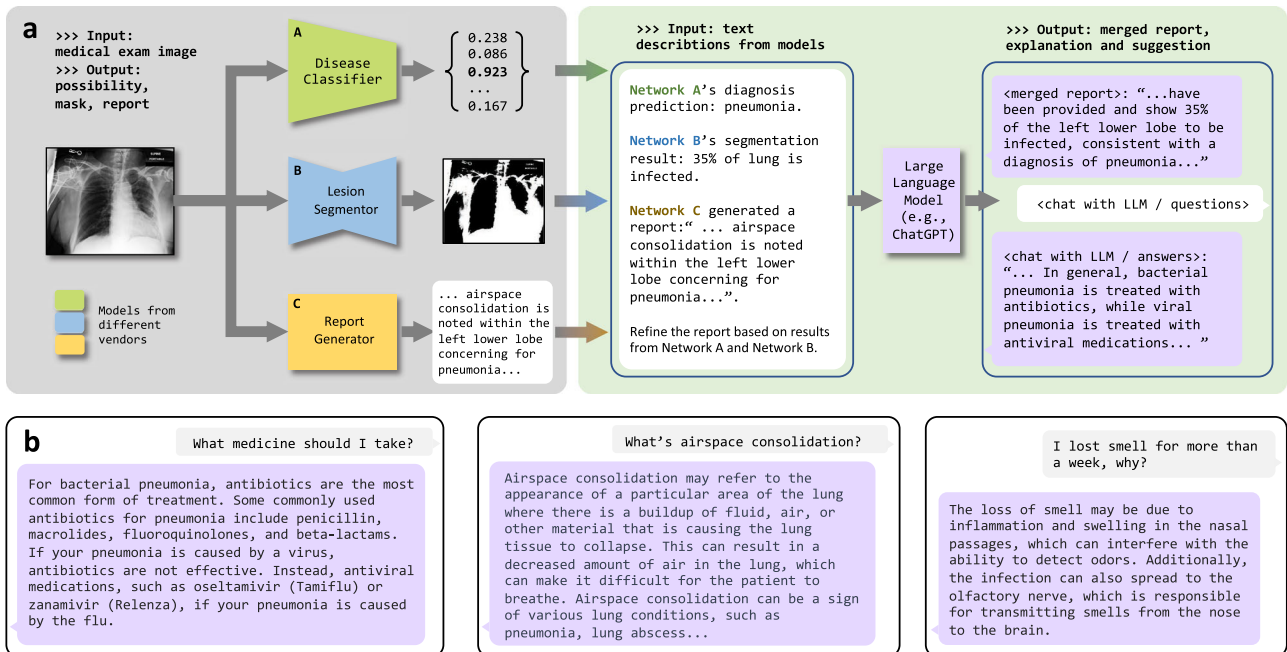 a
>>> Input:
medical exam image
>>> Output:
possibility,
mask, report
Models from
different
vendors
A
Disease
Classifier
0.238
0.086
0.923
...
0.167
B
Lesion
Segmentor
C
Report
Generator
... airspace
consolidation is
noted within the
left lower lobe
concerning for
pneumonia...
>>> Input: text
describtions from models
Network A’s diagnosis
prediction: pneumonia.
Network B’s segmentation
result: 35% of lung is
infected.
Network C generated a
report:“ ... airspace
consolidation is noted
within the left lower
lobe concerning for
pneumonia...”.
Refine the report based on results
from Network A and Network B.
Large
Language
Model
(e.g.,
ChatGPT)
>>> Output: merged report,
explanation and suggestion
<merged report>: “...have
been provided and show 35%
of the left lower lobe to be
infected, consistent with a
diagnosis of pneumonia...”
<chat with LLM / questions>
<chat with LLM / answers>:
“... In general, bacterial
pneumonia is treated with
antibiotics, while viral
pneumonia is treated with
antiviral medications... ”
b
What medicine should I take?
For bacterial pneumonia, antibiotics are the most
common form of treatment. Some commonly used
antibiotics for pneumonia include penicillin,
macrolides, fluoroquinolones, and beta-lactams.
If your pneumonia is caused by a virus,
antibiotics are not effective. Instead, antiviral
medications, such as oseltamivir (Tamiflu) or
zanamivir (Relenza), if your pneumonia is caused
by the flu.
What’s airspace consolidation?
Airspace consolidation may refer to the
appearance of a particular area of the lung
where there is a buildup of fluid, air, or
other material that is causing the lung
tissue to collapse. This can result in a
decreased amount of air in the lung, which
can make it difficult for the patient to
breathe. Airspace consolidation can be a sign
of various lung conditions, such as
pneumonia, lung abscess...
I lost smell for more than
a week, why?
The loss of smell may be due to
inflammation and swelling in the nasal
passages, which can interfere with the
ability to detect odors. Additionally,
the infection can also spread to the
olfactory nerve, which is responsible
for transmitting smells from the nose
to the brain.